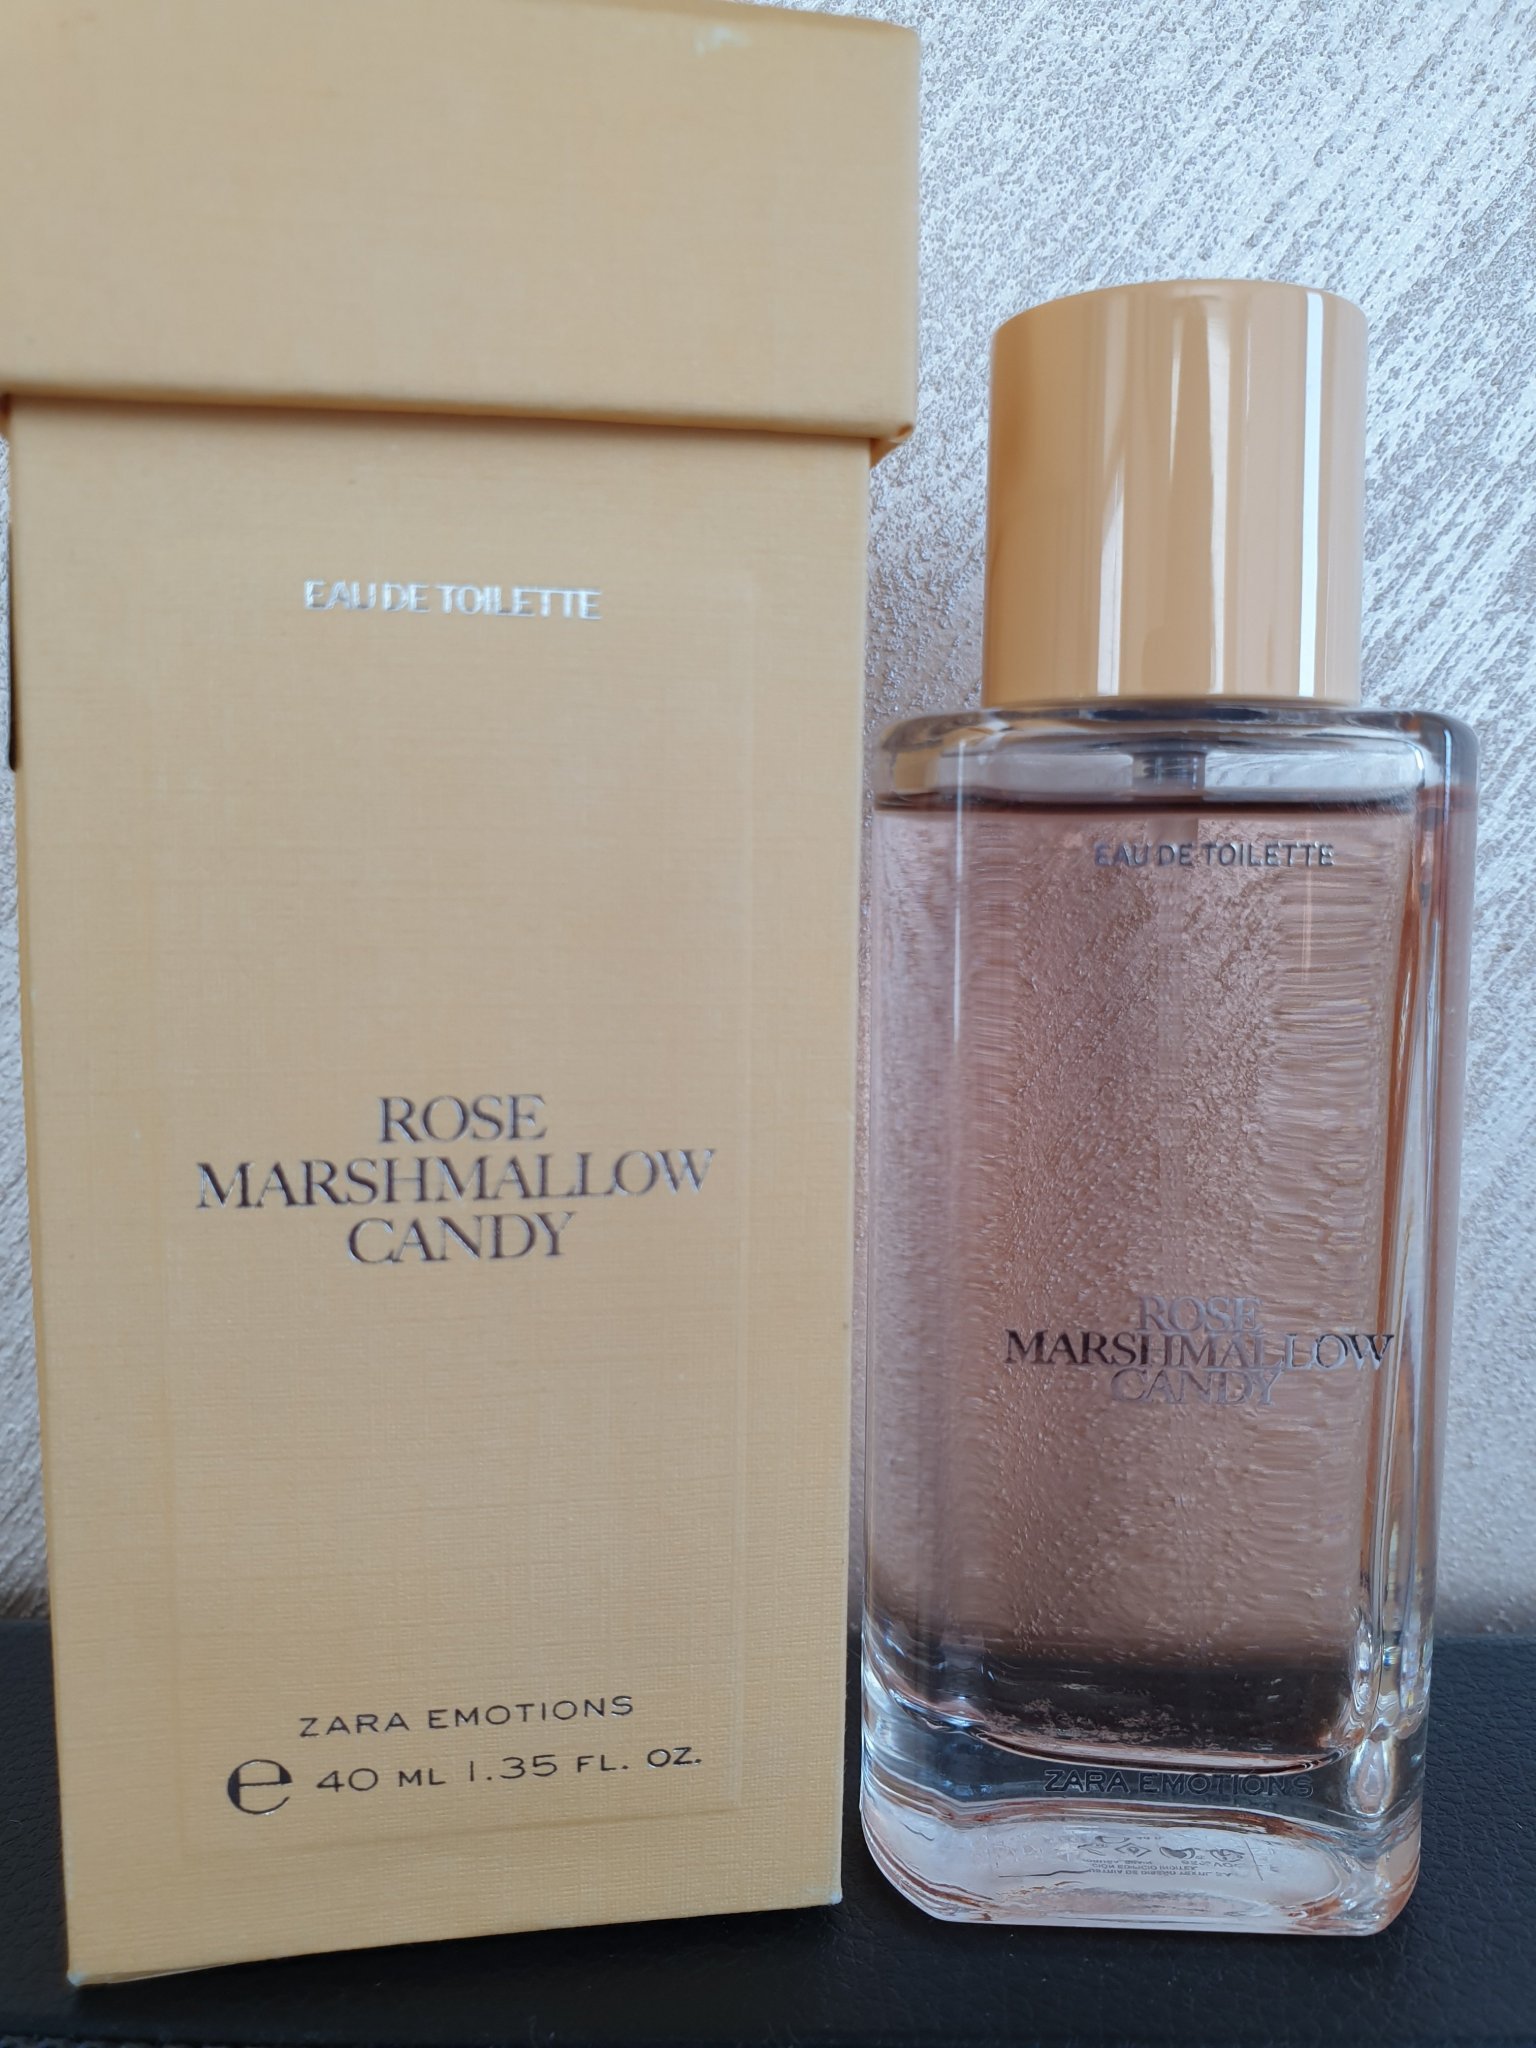 EAU DE TOILETTE
ROSE
MARSHMALLOW
CANDY
ZARA EMOTIONS
℮ 40 ML 1.35 FL. OZ.
EAU DE TOILETTE
ROSE
MARSHMALLOW
CANDY
ZARA EMOTIONS